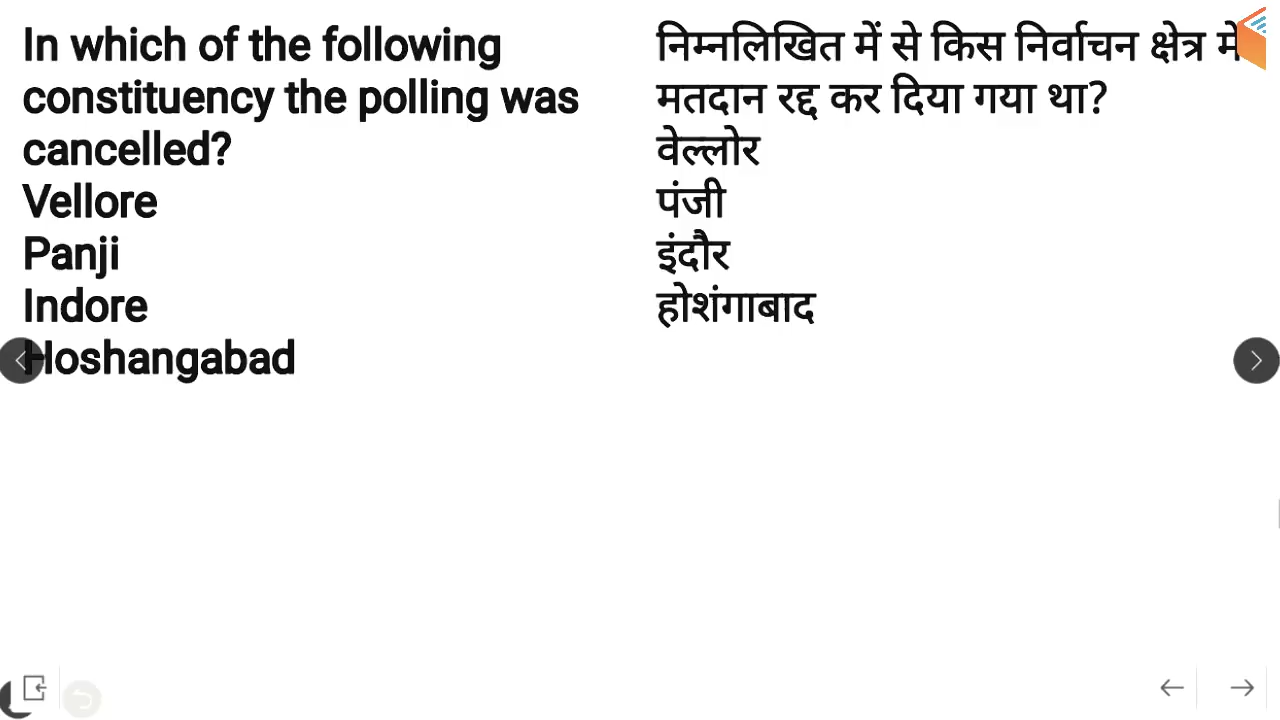 In which of the following
constituency the polling was
cancelled?
Vellore
Panji
Indore
Hoshangabad
निम्नलिखित में से किस निर्वाचन क्षेत्र में
मतदान रद्द कर दिया गया था?
वेल्लोर
पंजी
इंदौर
होशंगाबाद